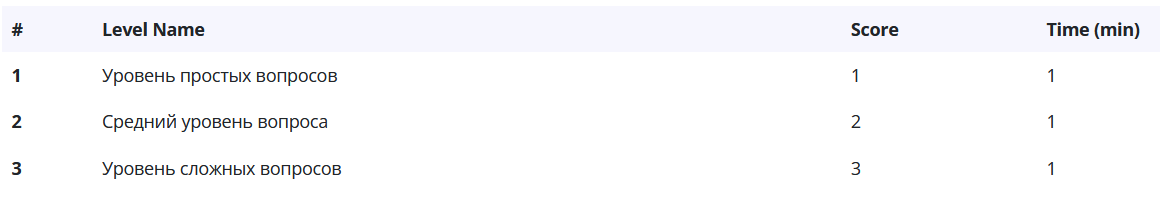 # Level Name Score Time (min)
1 Уровень простых вопросов 1 1
2 Средний уровень вопроса 2 1
3 Уровень сложных вопросов 3 1